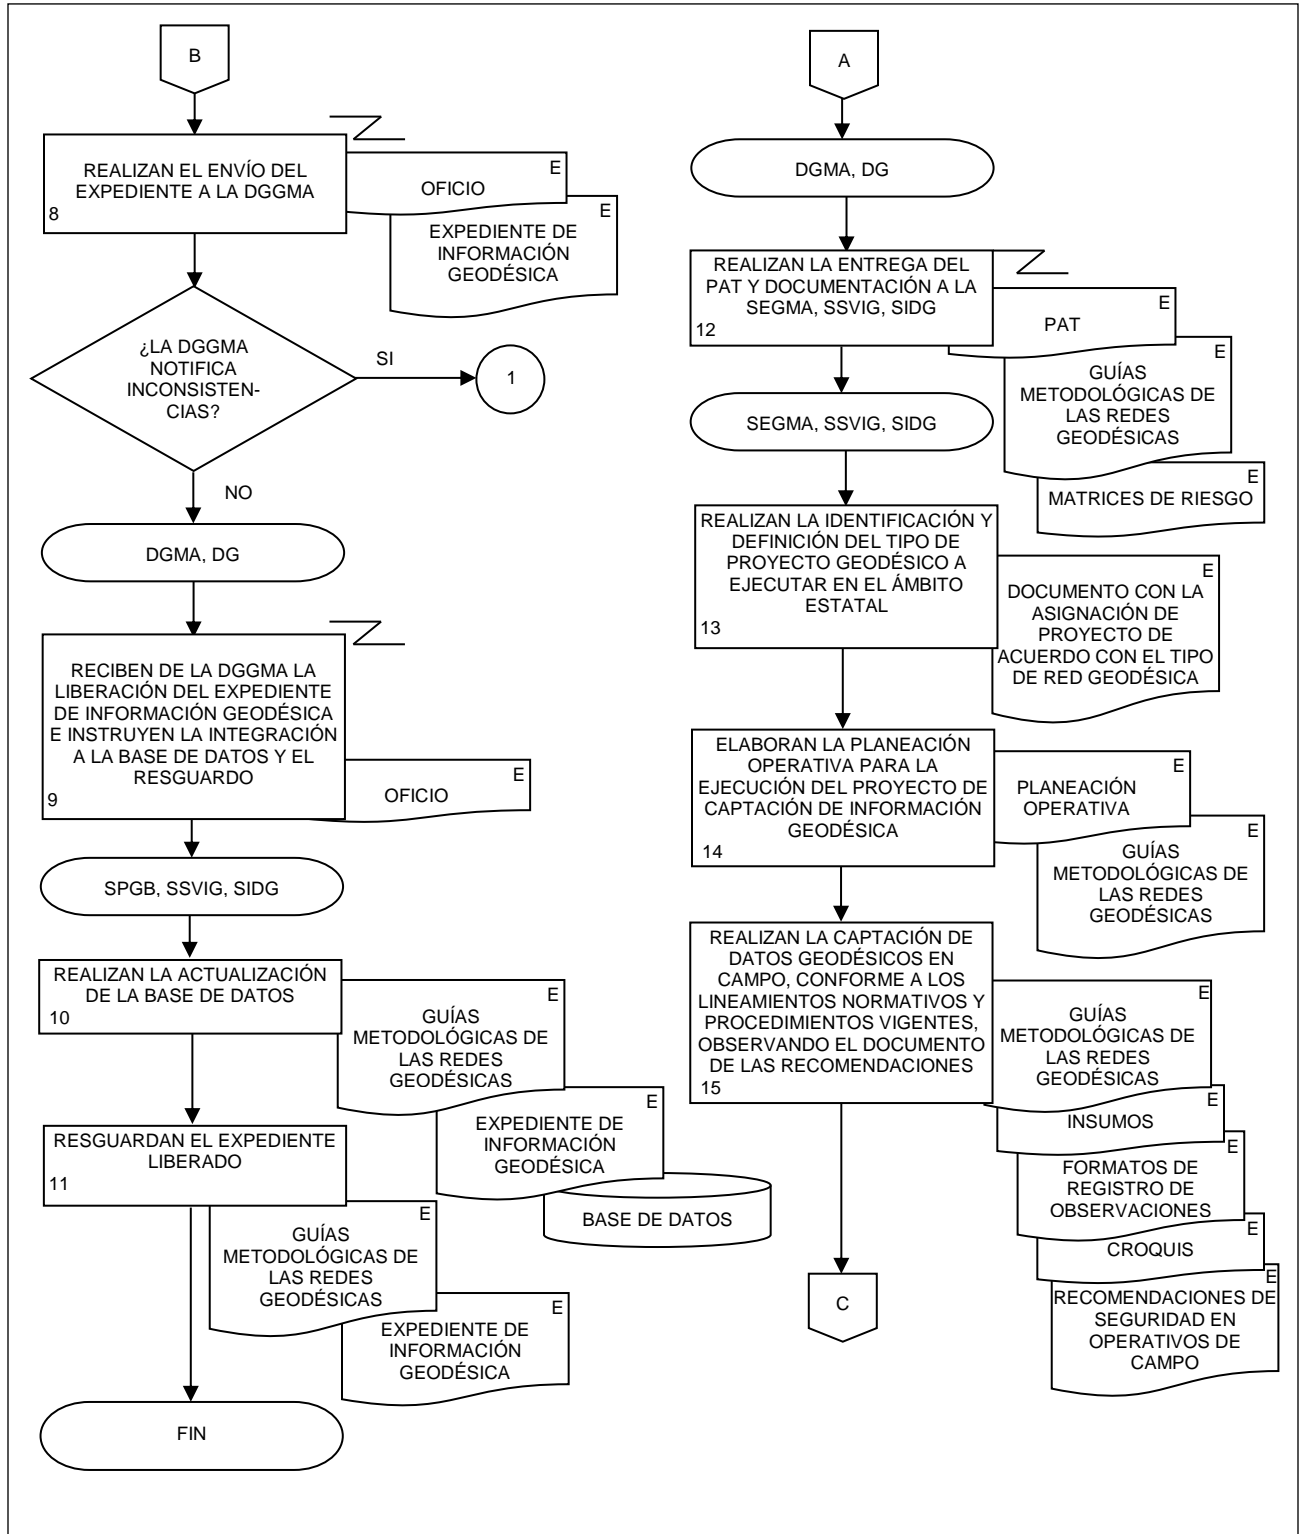 B
REALIZAN EL ENVÍO DEL
EXPEDIENTE A LA DGGMA
8
E
OFICIO
E
EXPEDIENTE DE
INFORMACIÓN
GEODÉSICA
¿LA DGGMA
NOTIFICA
INCONSISTEN-
CIAS?
SI
1
NO
DGMA, DG
RECIBEN DE LA DGGMA LA
LIBERACIÓN DEL EXPEDIENTE
DE INFORMACIÓN GEODÉSICA
E INSTRUYEN LA INTEGRACIÓN
A LA BASE DE DATOS Y EL
RESGUARDO
9
E
OFICIO
SPGB, SSVIG, SIDG
REALIZAN LA ACTUALIZACIÓN
DE LA BASE DE DATOS
10
E
GUÍAS
METODOLÓGICAS DE
LAS REDES
GEODÉSICAS
E
EXPEDIENTE DE
INFORMACIÓN
GEODÉSICA
BASE DE DATOS
RESGUARDAN EL EXPEDIENTE
LIBERADO
11
E
GUÍAS
METODOLÓGICAS DE
LAS REDES
GEODÉSICAS
E
EXPEDIENTE DE
INFORMACIÓN
GEODÉSICA
FIN
A
DGMA, DG
REALIZAN LA ENTREGA DEL
PAT Y DOCUMENTACIÓN A LA
SEGMA, SSVIG, SIDG
12
E
PAT
E
GUÍAS
METODOLÓGICAS DE
LAS REDES
GEODÉSICAS
E
MATRICES DE RIESGO
SEGMA, SSVIG, SIDG
REALIZAN LA IDENTIFICACIÓN Y
DEFINICIÓN DEL TIPO DE
PROYECTO GEODÉSICO A
EJECUTAR EN EL ÁMBITO
ESTATAL
13
E
DOCUMENTO CON LA
ASIGNACIÓN DE
PROYECTO DE
ACUERDO CON EL TIPO
DE RED GEODÉSICA
ELABORAN LA PLANEACIÓN
OPERATIVA PARA LA
EJECUCIÓN DEL PROYECTO DE
CAPTACIÓN DE INFORMACIÓN
GEODÉSICA
14
E
PLANEACIÓN
OPERATIVA
E
GUÍAS
METODOLÓGICAS DE
LAS REDES
GEODÉSICAS
REALIZAN LA CAPTACIÓN DE
DATOS GEODÉSICOS EN
CAMPO, CONFORME A LOS
LINEAMIENTOS NORMATIVOS Y
PROCEDIMIENTOS VIGENTES,
OBSERVANDO EL DOCUMENTO
DE LAS RECOMENDACIONES
15
E
GUÍAS
METODOLÓGICAS DE
LAS REDES
GEODÉSICAS
E
INSUMOS
E
FORMATOS DE
REGISTRO DE
OBSERVACIONES
E
CROQUIS
E
RECOMENDACIONES DE
SEGURIDAD EN
OPERATIVOS DE
CAMPO
C